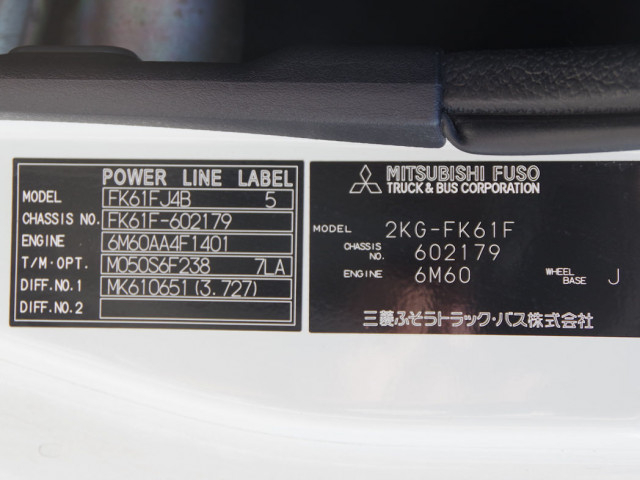 POWER LINE LABEL
MODEL FK61FJ4B 5
CHASSIS NO. FK61F-602179
ENGINE 6M60AA4F1401
T/M·OPT. M050S6F238 7LA
DIFF.NO.1 MK610651 (3.727)
DIFF.NO.2
MITSUBISHI FUSO
TRUCK & BUS CORPORATION
MODEL 2KG-FK61F
CHASSIS NO. 602179
ENGINE 6M60 WHEEL BASE J
三菱ふそうトラック・バス株式会社